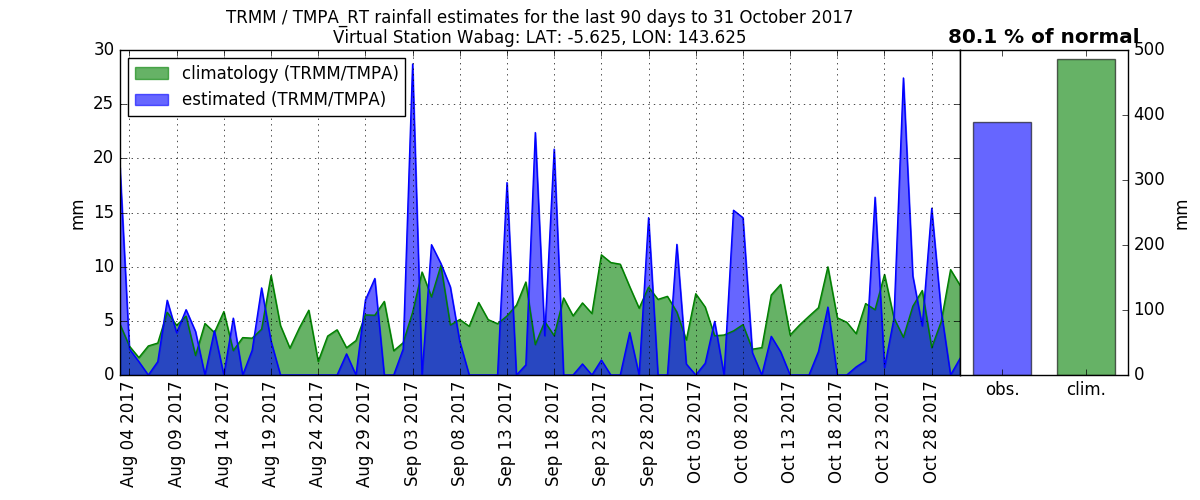 TRMM / TMPA_RT rainfall estimates for the last 90 days to 31 October 2017
Virtual Station Wabag: LAT: -5.625, LON: 143.625
80.1 % of normal
climatology (TRMM/TMPA)
estimated (TRMM/TMPA)
mm
30
25
20
15
10
5
0
Aug 04 2017
Aug 09 2017
Aug 14 2017
Aug 19 2017
Aug 24 2017
Aug 29 2017
Sep 03 2017
Sep 08 2017
Sep 13 2017
Sep 18 2017
Sep 23 2017
Sep 28 2017
Oct 03 2017
Oct 08 2017
Oct 13 2017
Oct 18 2017
Oct 23 2017
Oct 28 2017
obs.
clim.
500
400
300
200
100
0
mm